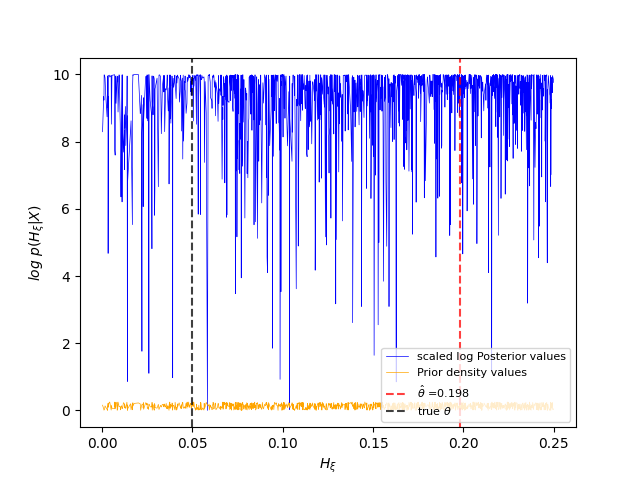 10
8
6
4
2
0
log p(H_ξ|X)
scaled log Posterior values
Prior density values
θ̂ =0.198
true θ
0.00 0.05 0.10 0.15 0.20 0.25
H_ξ